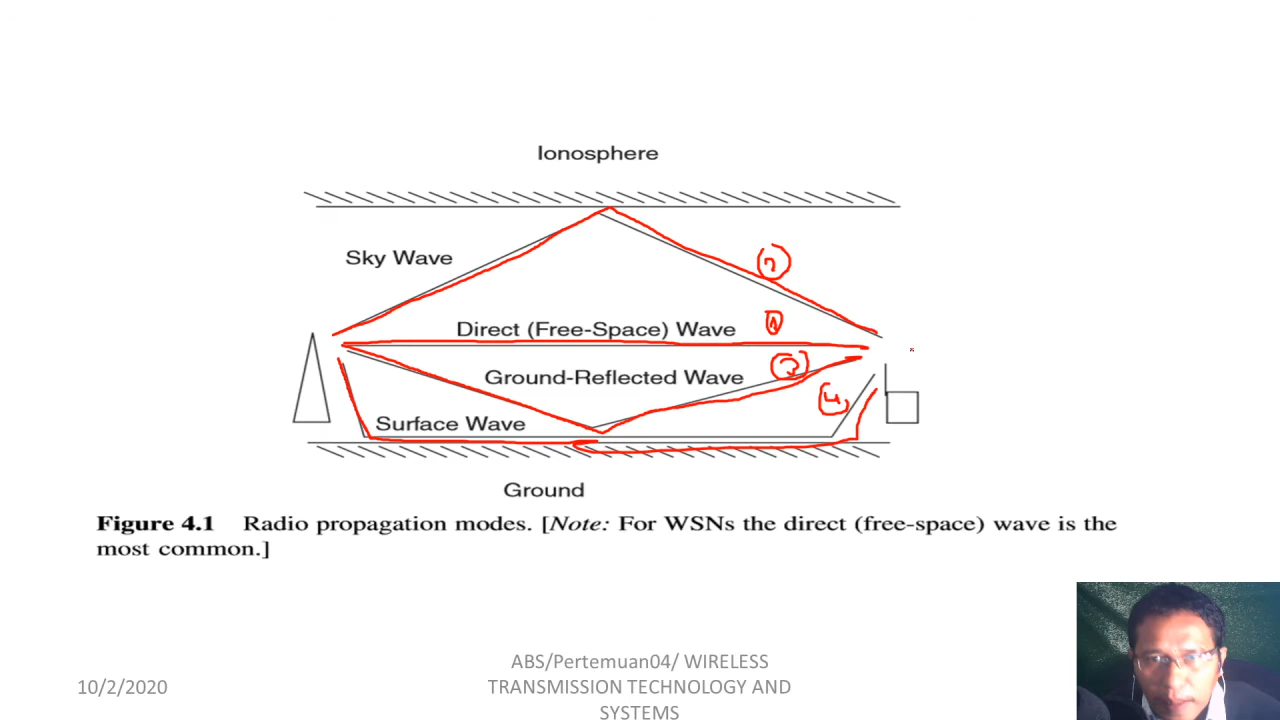 Ionosphere
Sky Wave
Direct (Free-Space) Wave
1
Ground-Reflected Wave
Surface Wave
4
Ground
Figure 4.1 Radio propagation modes. [Note: For WSNs the direct (free-space) wave is the
most common.]
10/2/2020
ABS/Pertemuan04/ WIRELESS
TRANSMISSION TECHNOLOGY AND
SYSTEMS